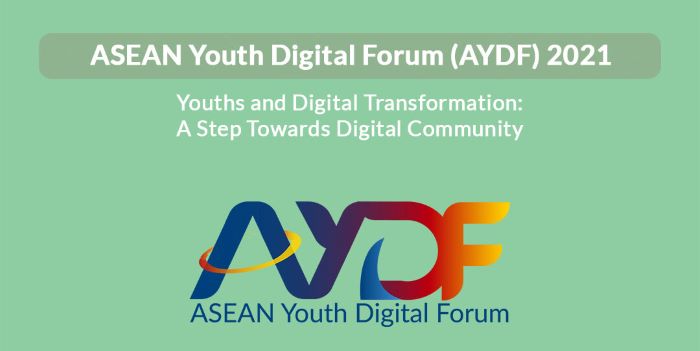 ASEAN Youth Digital Forum (AYDF) 2021
Youths and Digital Transformation:
A Step Towards Digital Community
AYDF
ASEAN Youth Digital Forum